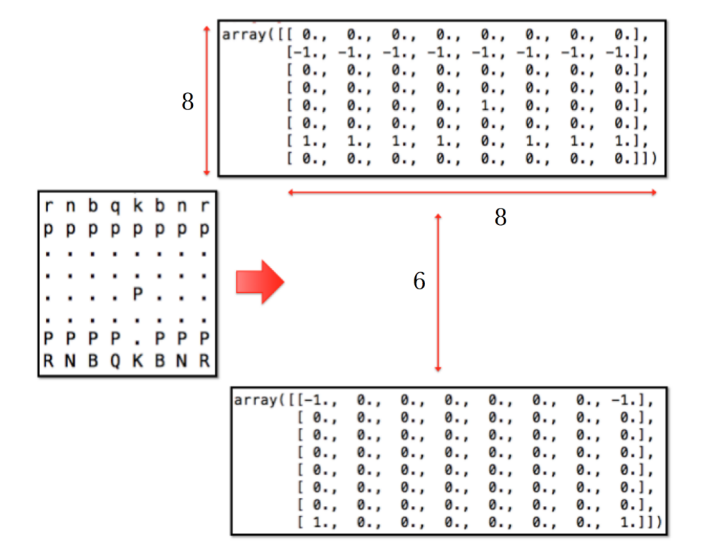 array([[ 0., 0., 0., 0., 0., 0., 0., 0.],
[-1., -1., -1., -1., -1., -1., -1., -1.],
[ 0., 0., 0., 0., 0., 0., 0., 0.],
[ 0., 0., 0., 0., 0., 0., 0., 0.],
[ 0., 0., 0., 0., 1., 0., 0., 0.],
[ 0., 0., 0., 0., 0., 0., 0., 0.],
[ 1., 1., 1., 1., 0., 1., 1., 1.],
[ 0., 0., 0., 0., 0., 0., 0., 0.]])
8
8
r n b q k b n r
p p p p p p p p
. . . . . . . .
. . . . . . . .
. . . . P . . .
. . . . . . . .
P P P P . P P P
R N B Q K B N R
6
array([[-1., 0., 0., 0., 0., 0., 0., -1.],
[ 0., 0., 0., 0., 0., 0., 0., 0.],
[ 0., 0., 0., 0., 0., 0., 0., 0.],
[ 0., 0., 0., 0., 0., 0., 0., 0.],
[ 0., 0., 0., 0., 0., 0., 0., 0.],
[ 0., 0., 0., 0., 0., 0., 0., 0.],
[ 0., 0., 0., 0., 0., 0., 0., 0.],
[ 1., 0., 0., 0., 0., 0., 0., 1.]])